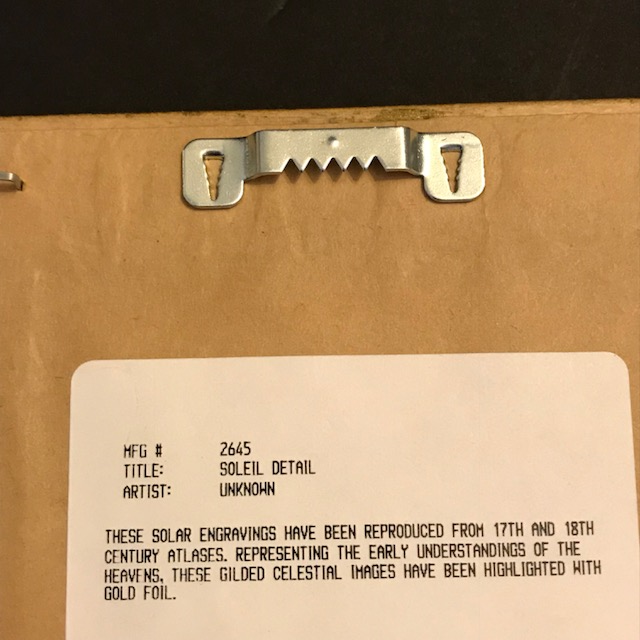 MFG # 2645
TITLE: SOLEIL DETAIL
ARTIST: UNKNOWN
THESE SOLAR ENGRAVINGS HAVE BEEN REPRODUCED FROM 17TH AND 18TH
CENTURY ATLASES. REPRESENTING THE EARLY UNDERSTANDINGS OF THE
HEAVENS, THESE GILDED CELESTIAL IMAGES HAVE BEEN HIGHLIGHTED WITH
GOLD FOIL.